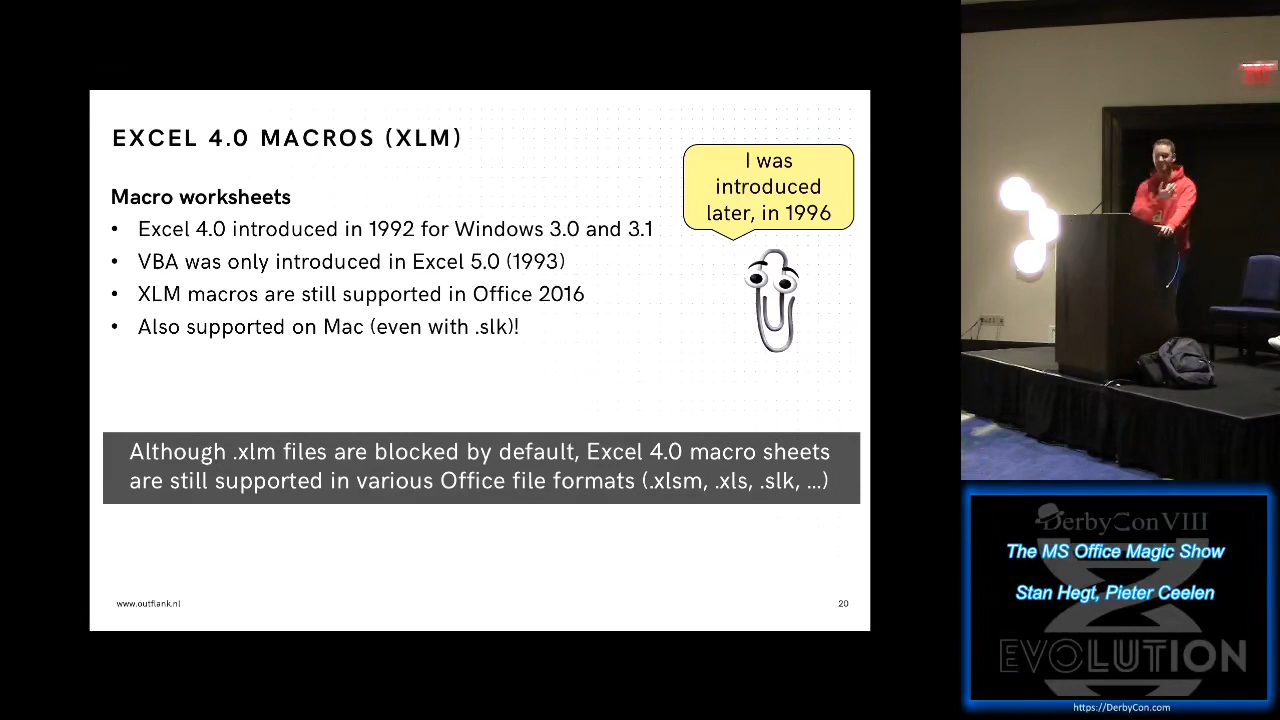 EXCEL 4.0 MACROS (XLM)
Macro worksheets
• Excel 4.0 introduced in 1992 for Windows 3.0 and 3.1
• VBA was only introduced in Excel 5.0 (1993)
• XLM macros are still supported in Office 2016
• Also supported on Mac (even with .slk)!
I was
introduced
later, in 1996
Although .xlm files are blocked by default, Excel 4.0 macro sheets
are still supported in various Office file formats (.xlsm, .xls, .slk, ...)
www.outflank.nl
20
DerbyCon VIII
The MS Office Magic Show
Stan Hegt, Pieter Ceelen
EVOLUTION
https://DerbyCon.com